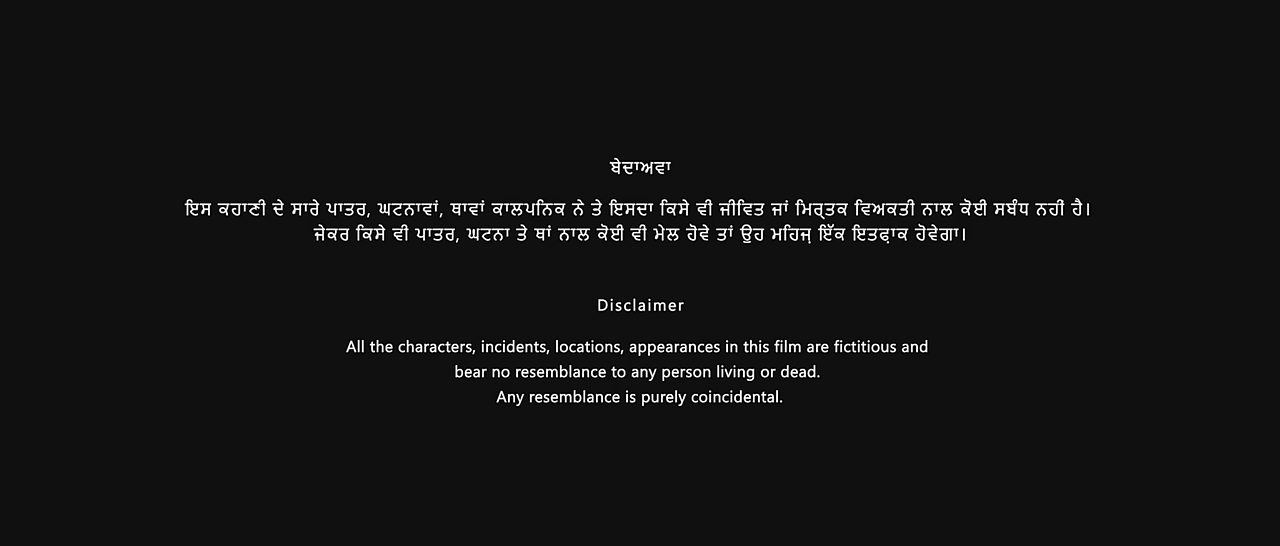 ਬੇਦਾਅਵਾ
ਇਸ ਕਹਾਣੀ ਦੇ ਸਾਰੇ ਪਾਤਰ, ਘਟਨਾਵਾਂ, ਥਾਵਾਂ ਕਾਲਪਨਿਕ ਨੇ ਤੇ ਇਸਦਾ ਕਿਸੇ ਵੀ ਜੀਵਿਤ ਜਾਂ ਮਿਰ੍ਤਕ ਵਿਅਕਤੀ ਨਾਲ ਕੋਈ ਸਬੰਧ ਨਹੀ ਹੈ।
ਜੇਕਰ ਕਿਸੇ ਵੀ ਪਾਤਰ, ਘਟਨਾ ਤੇ ਥਾਂ ਨਾਲ ਕੋਈ ਵੀ ਮੇਲ ਹੋਵੇ ਤਾਂ ਉਹ ਮਹਿਜ੍ ਇੱਕ ਇਤਫ਼ਾਕ ਹੋਵੇਗਾ।
Disclaimer
All the characters, incidents, locations, appearances in this film are fictitious and
bear no resemblance to any person living or dead.
Any resemblance is purely coincidental.